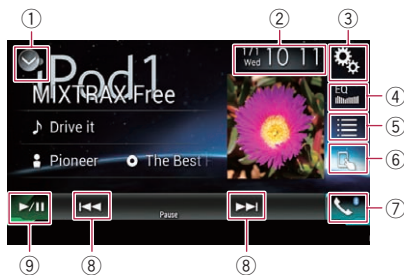 ① ② ③
iPod1
1/1 Wed 10 11
MIXTRAX Free
EQ
④
♪ Drive it
⑤
Pioneer The Best
⑥
Pause
⑦
⑨ ⑧ ⑧